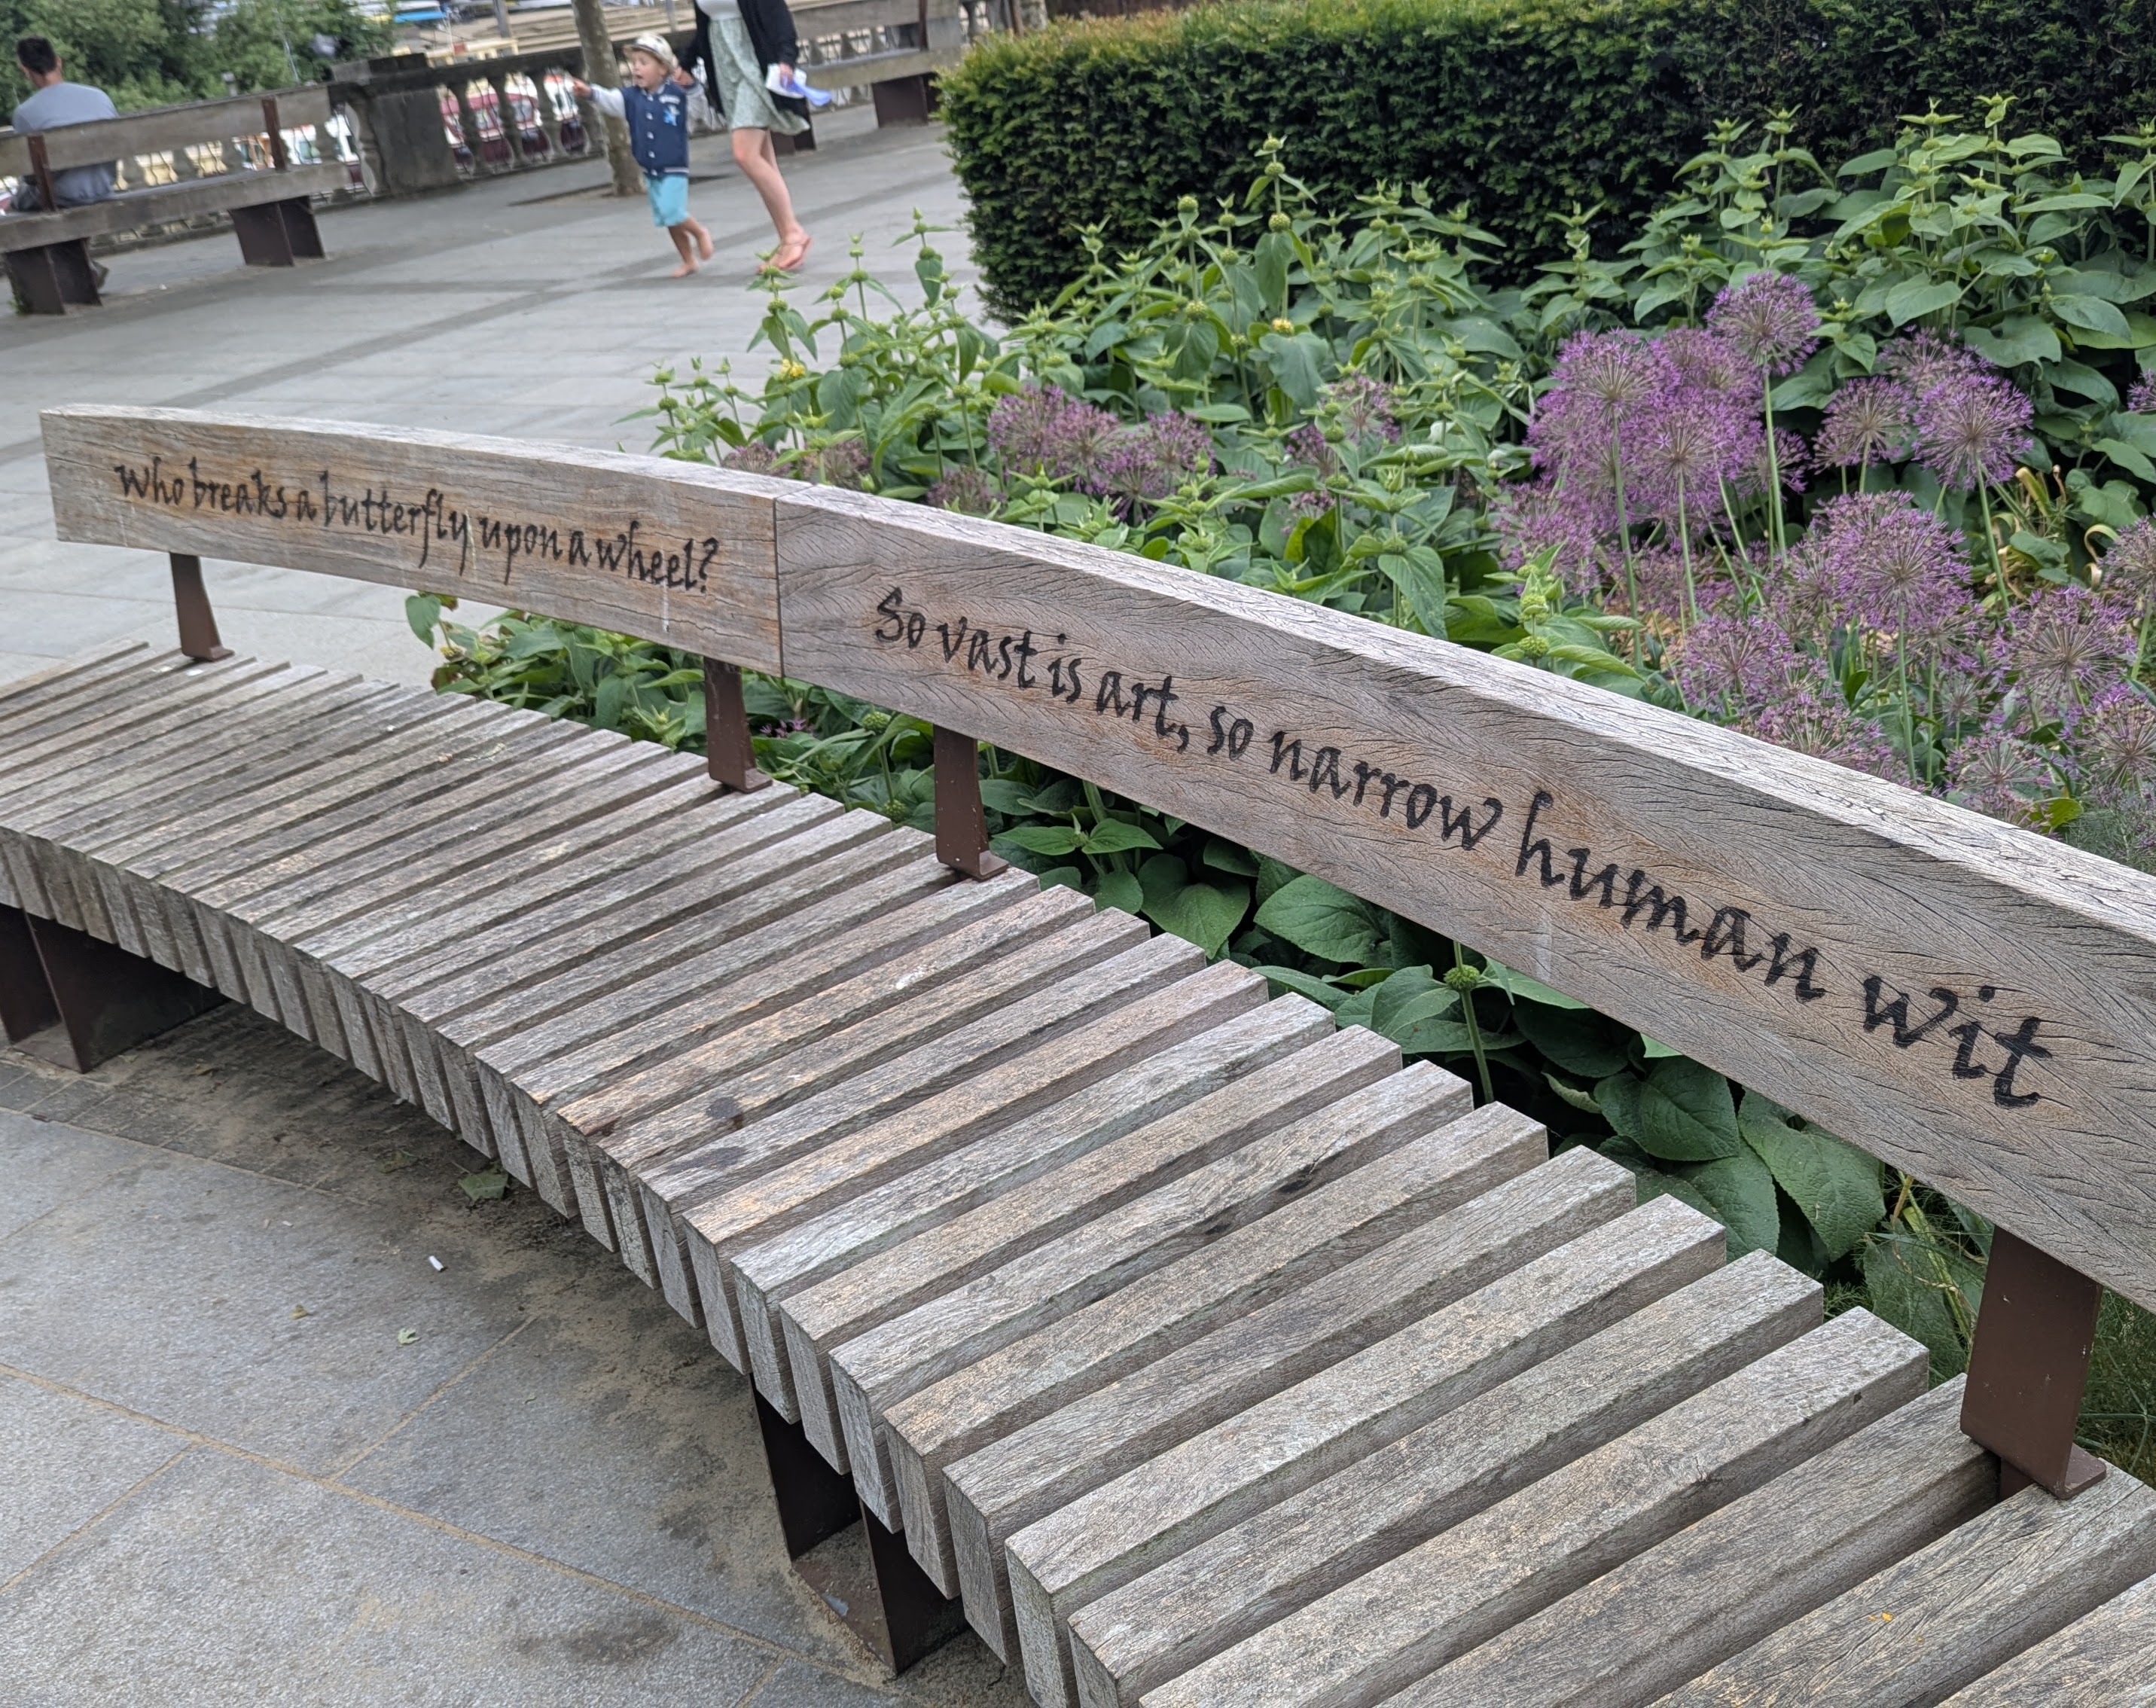 who breaks a butterfly upon a wheel?
So vast is art, so narrow human wit